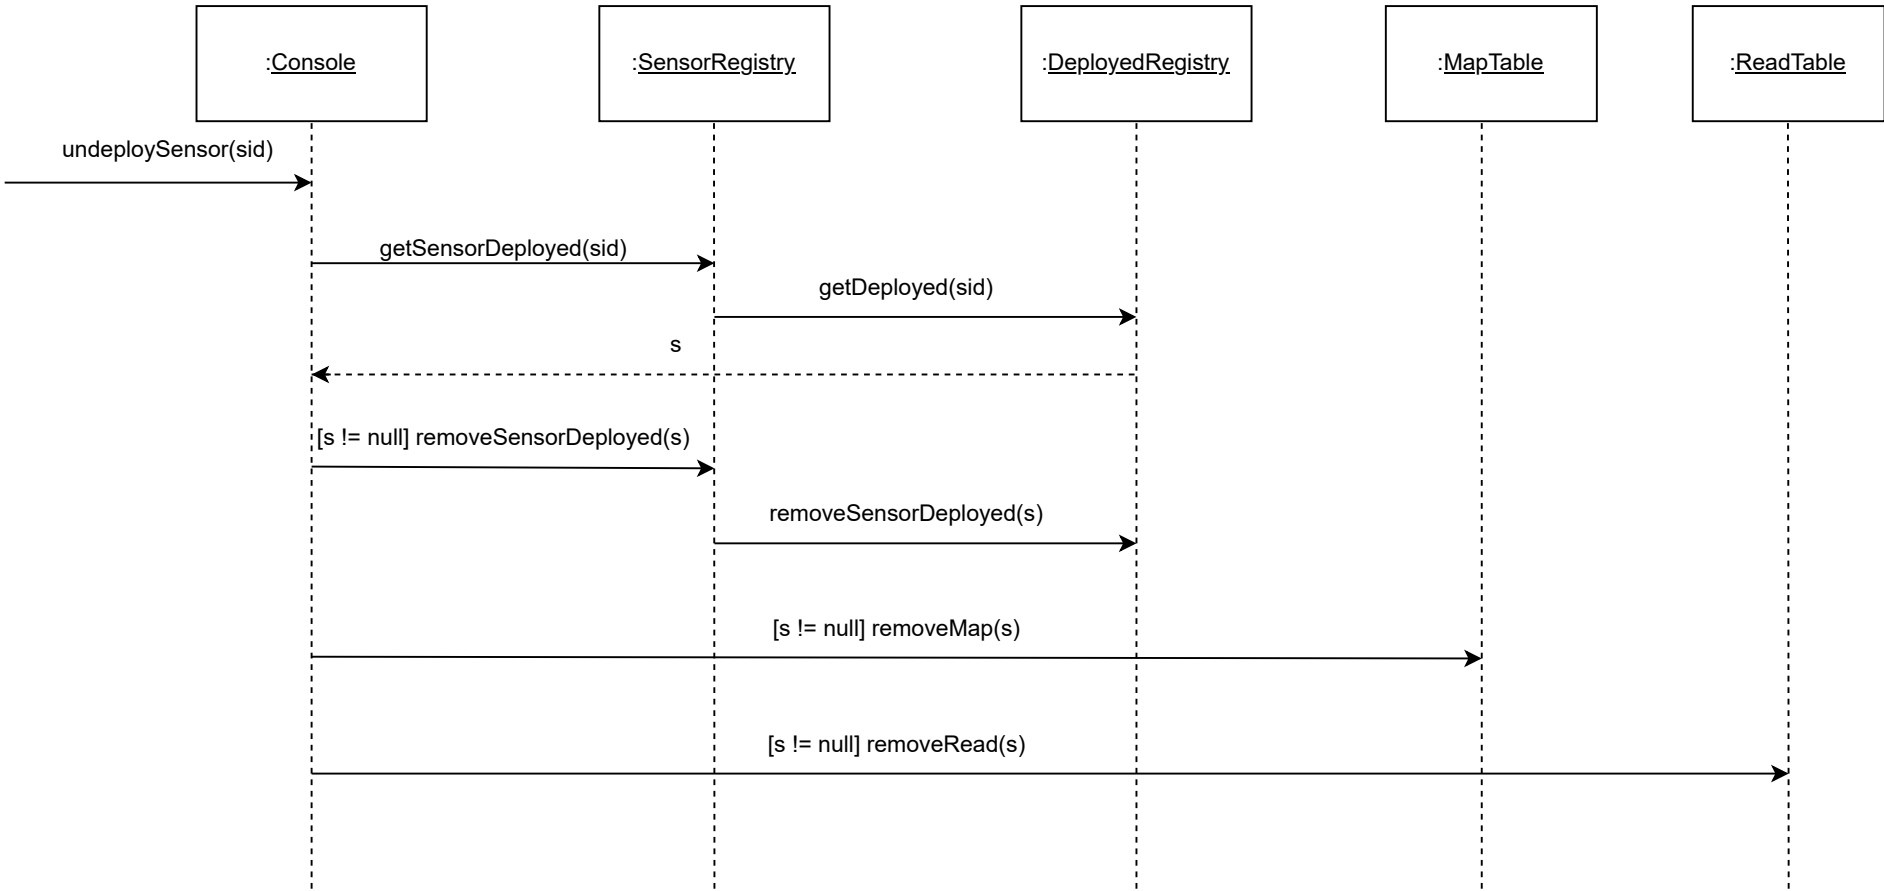 :Console
:SensorRegistry
:DeployedRegistry
:MapTable
:ReadTable
undeploySensor(sid)
getSensorDeployed(sid)
getDeployed(sid)
s
[s != null] removeSensorDeployed(s)
removeSensorDeployed(s)
[s != null] removeMap(s)
[s != null] removeRead(s)